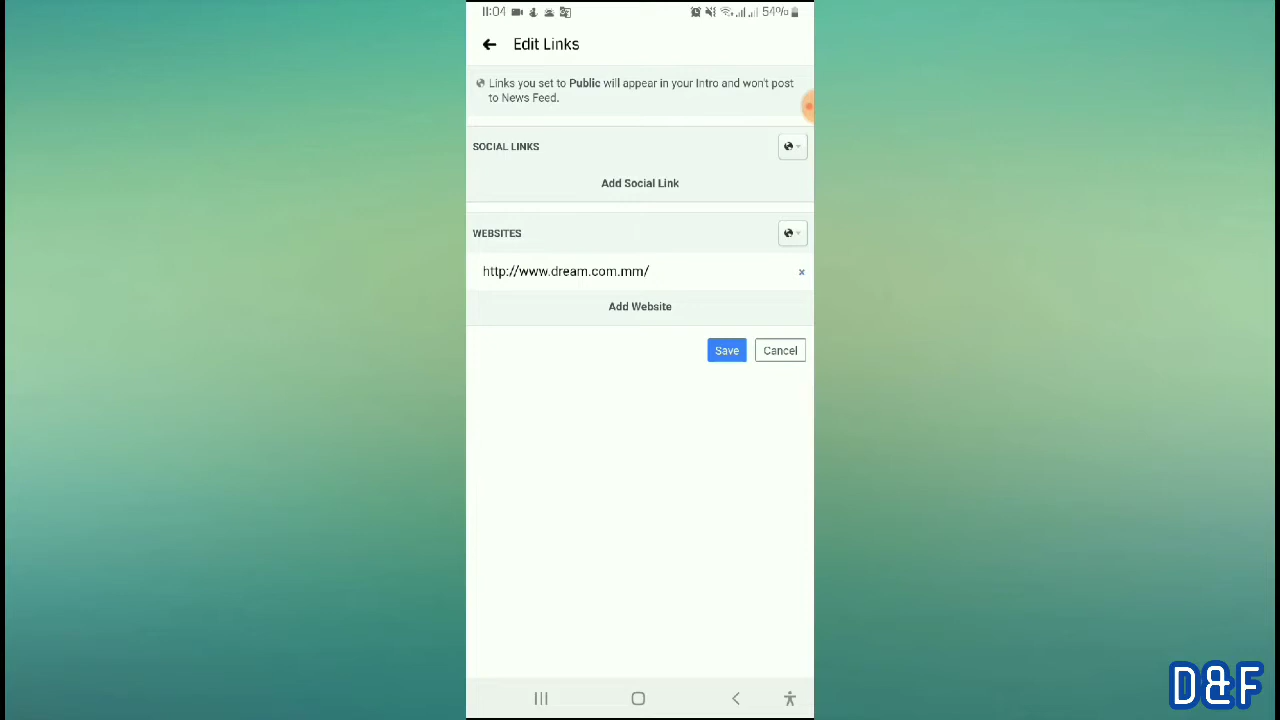 11:04
54%
Edit Links
Links you set to Public will appear in your Intro and won't post
to News Feed.
SOCIAL LINKS
Add Social Link
WEBSITES
http://www.dream.com.mm/
Add Website
Save
Cancel
D&F